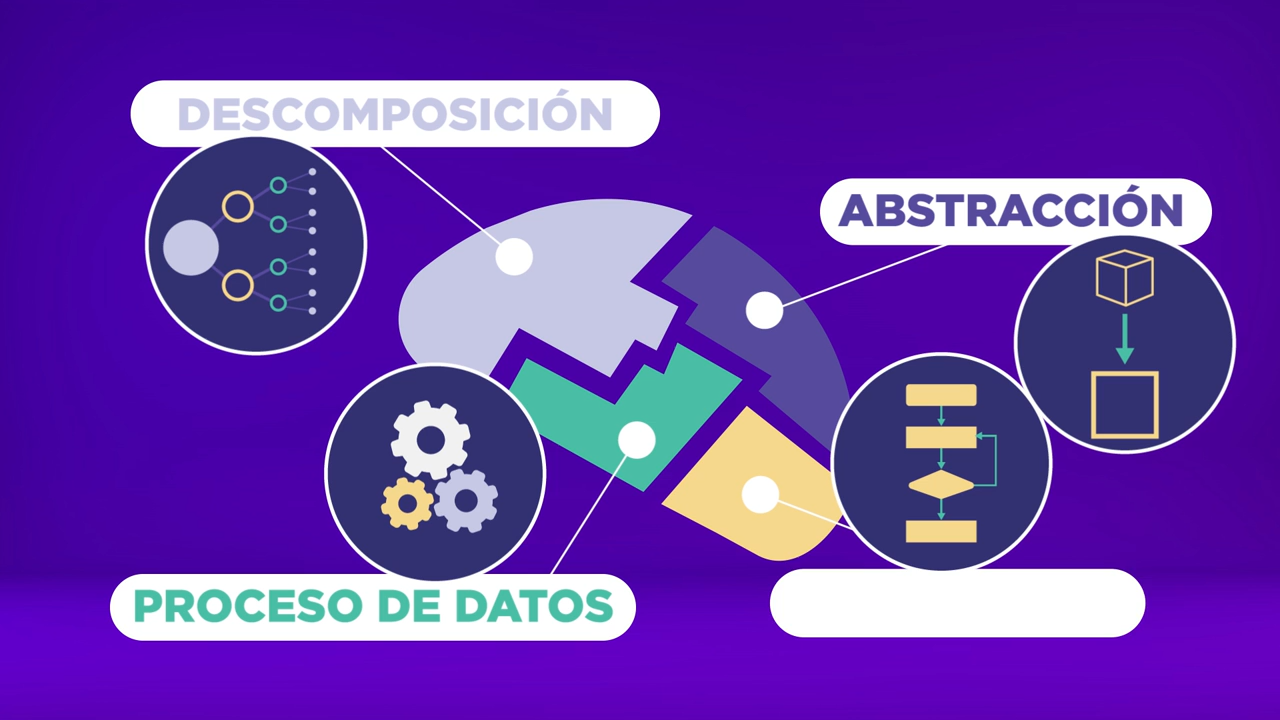 DESCOMPOSICIÓN
ABSTRACCIÓN
PROCESO DE DATOS